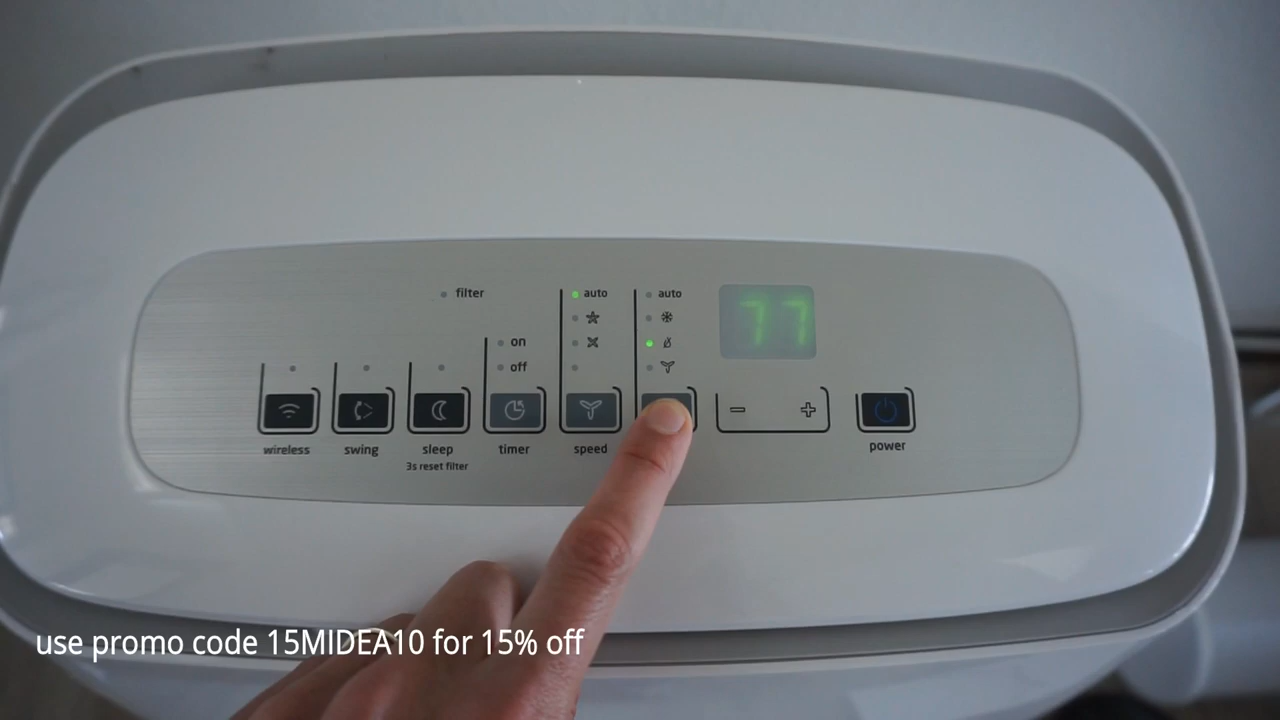 filter
auto
auto
77
on
off
wireless
swing
sleep
timer
speed
power
3s reset filter
use promo code 15MIDEA10 for 15% off